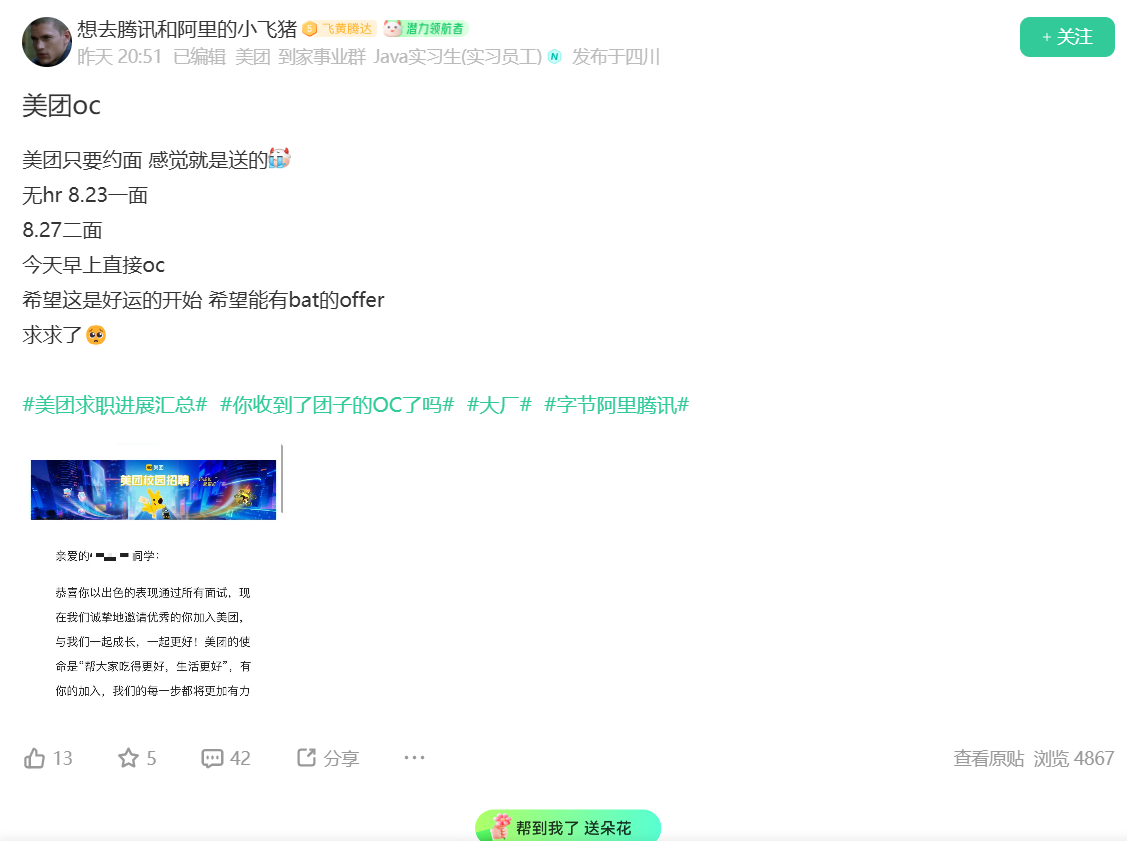 想去腾讯和阿里的小飞猪 飞黄腾达 潜力领航者
+ 关注
昨天 20:51 已编辑 美团 到家事业群 Java实习生(实习员工) N 发布于四川
美团oc
美团只要约面 感觉就是送的
无hr 8.23一面
8.27二面
今天早上直接oc
希望这是好运的开始 希望能有bat的offer
求求了
#美团求职进展汇总# #你收到了团子的OC了吗# #大厂# #字节阿里腾讯#
美团
美团校园招聘
亲爱的 同学：
恭喜你以出色的表现通过所有面试，现
在我们诚挚地邀请优秀的你加入美团，
与我们一起成长，一起更好！美团的使
命是“帮大家吃得更好，生活更好”，有
你的加入，我们的每一步都将更加有力
13 5 42 分享 ···
查看原贴 浏览 4867
帮到我了 送朵花